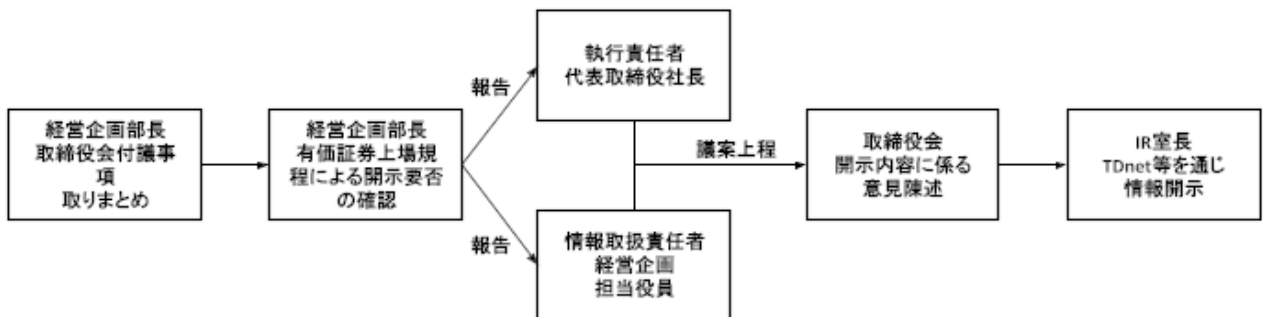 経営企画部長
取締役会付議事
項
取りまとめ
経営企画部長
有価証券上場規
程による開示要否
の確認
報告
報告
執行責任者
代表取締役社長
情報取扱責任者
経営企画
担当役員
議案上程
取締役会
開示内容に係る
意見陳述
IR室長
TDnet等を通じ
情報開示